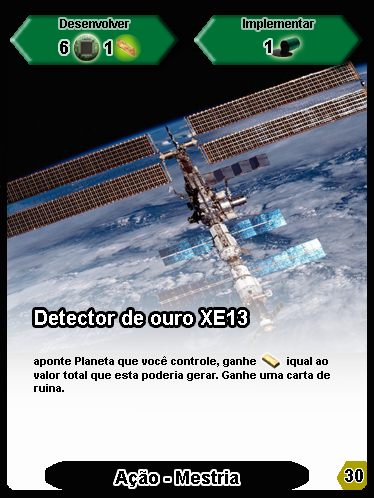 Desenvolver
Implementar
6 1
1
Detector de ouro XE13
aponte Planeta que você controle, ganhe iqual ao
valor total que esta poderia gerar. Ganhe uma carta de
ruina.
Ação - Mestria
30